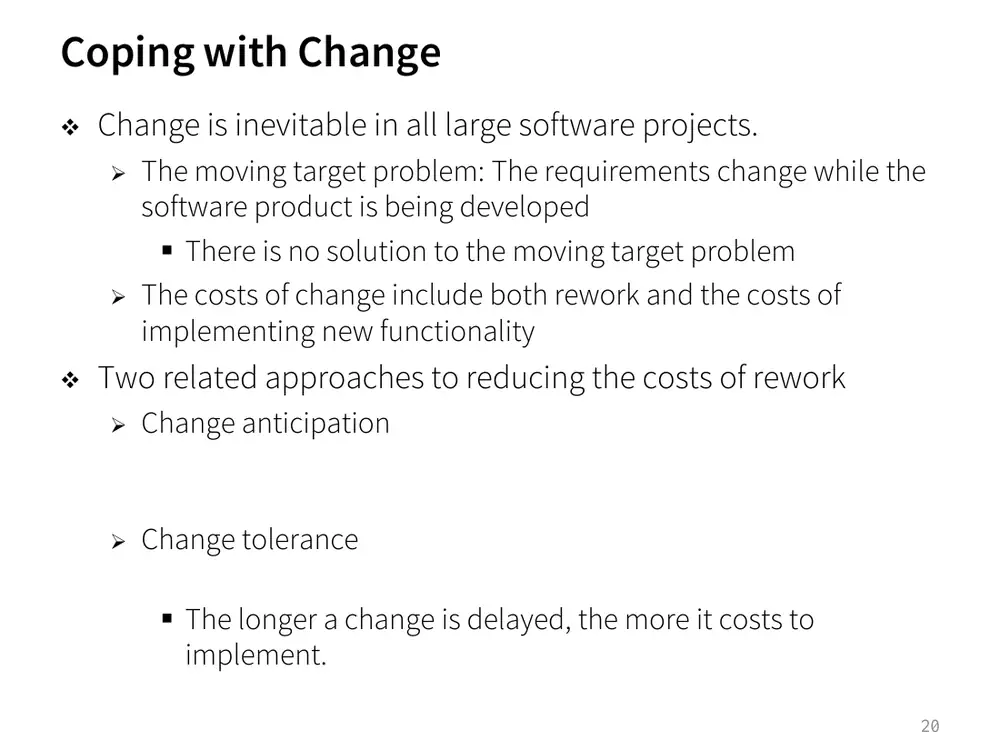 Coping with Change
❖ Change is inevitable in all large software projects.
➢ The moving target problem: The requirements change while the
software product is being developed
▪ There is no solution to the moving target problem
➢ The costs of change include both rework and the costs of
implementing new functionality
❖ Two related approaches to reducing the costs of rework
➢ Change anticipation
➢ Change tolerance
▪ The longer a change is delayed, the more it costs to
implement.
20